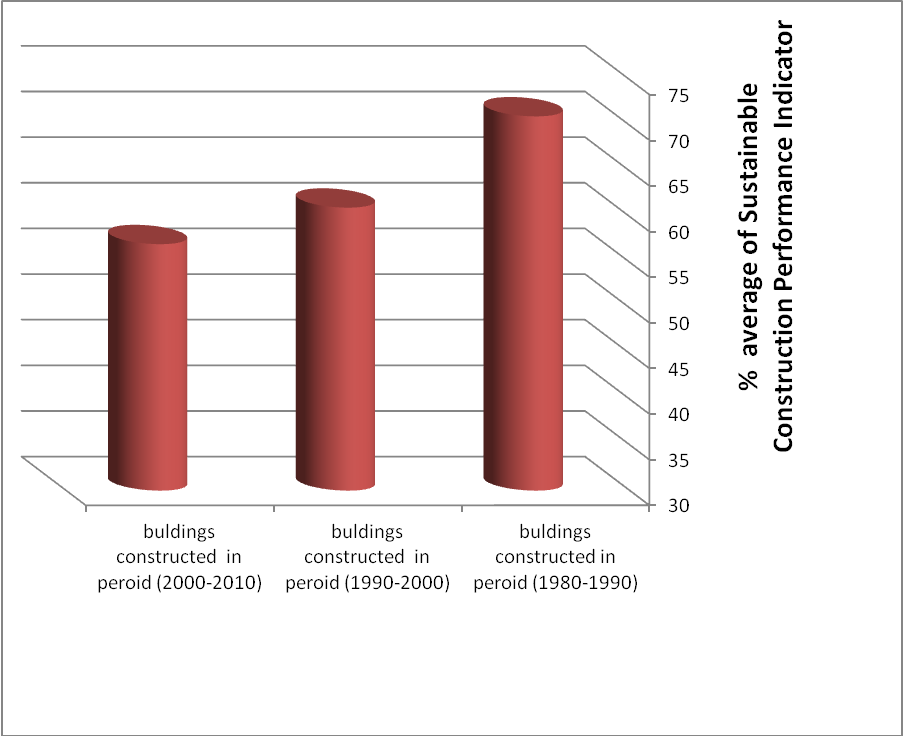 75
70
65
60
55
50
45
40
35
30
% average of Sustainable
Construction Performance Indicator
buldings
constructed in
peroid (2000-2010)
buldings
constructed in
peroid (1990-2000)
buldings
constructed in
peroid (1980-1990)